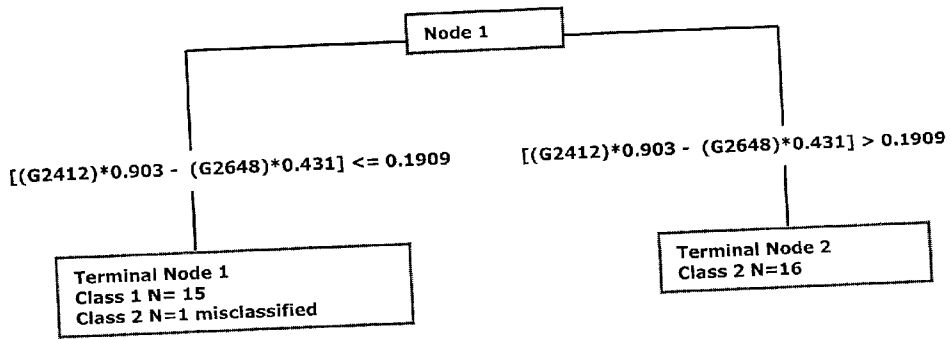 Node 1
[(G2412)*0.903 - (G2648)*0.431] <= 0.1909
[(G2412)*0.903 - (G2648)*0.431] > 0.1909
Terminal Node 1
Class 1 N= 15
Class 2 N=1 misclassified
Terminal Node 2
Class 2 N=16